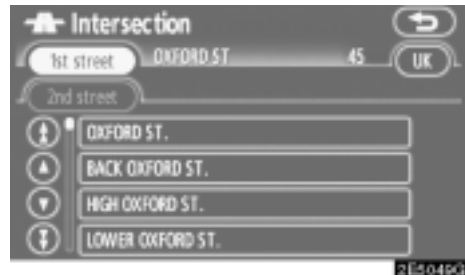 Intersection
1st street OXFORD ST 45 UK
2nd street
OXFORD ST.
BACK OXFORD ST.
HIGH OXFORD ST.
LOWER OXFORD ST.
2E5049G